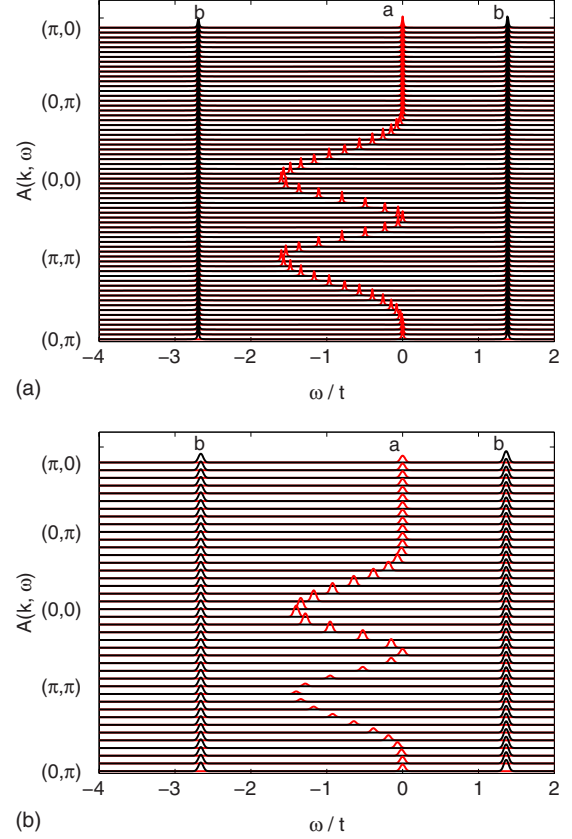 b a b
(π,0)
(0,π)
(0,0)
(π,π)
(0,π)
A(k, ω)
−4 −3 −2 −1 0 1 2
ω / t
(a)
b a b
(π,0)
(0,π)
(0,0)
(π,π)
(0,π)
A(k, ω)
−4 −3 −2 −1 0 1 2
ω / t
(b)